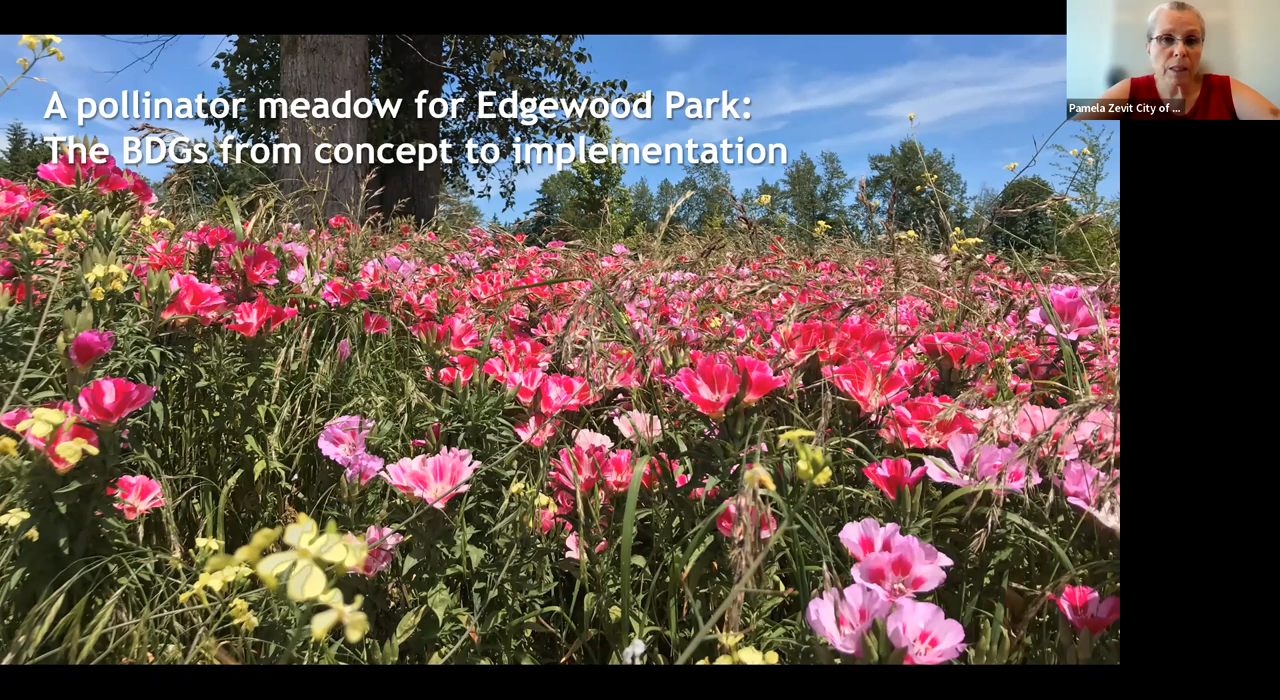 A pollinator meadow for Edgewood Park:
The BDGs from concept to implementation
Pamela Zevit City of ...